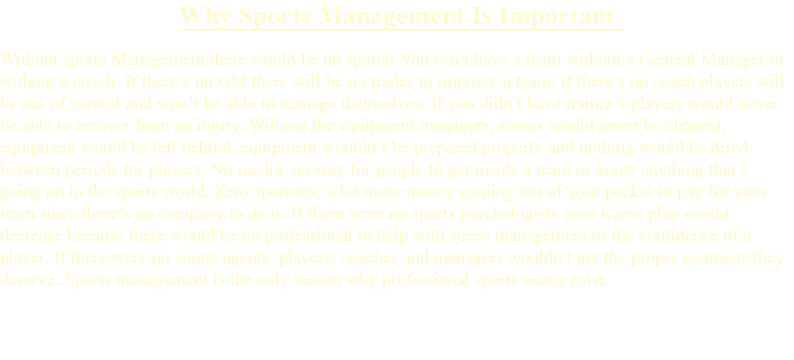 Why Sports Management Is Important
Without sports Management there would be no sports! You can't have a team without a General Manager or
without a coach. If there's no GM there will be no trades to improve a team, if there's no coach players will
be out of control and won't be able to manage themselves. If you didn't have trainer's players would never
be able to recover from an injury. Without the equipment managers, rooms would never be cleaned,
equipment would be left behind, equipment wouldn't be prepared properly and nothing would be dried
between periods for players. No media, no way for people to get inside a team or know anything that's
going on in the sports world. Zero sponsors, a lot more money coming out of your pocket to pay for your
team since there's no company to do it. If there were no sports psychologists your teams play would
decrease because there would be no professional to help with stress management or the confidence of a
player. If there were no sports agents' players, coaches and managers wouldn't get the proper contracts they
deserve. Sports management is the only reason why professional sports teams exist.